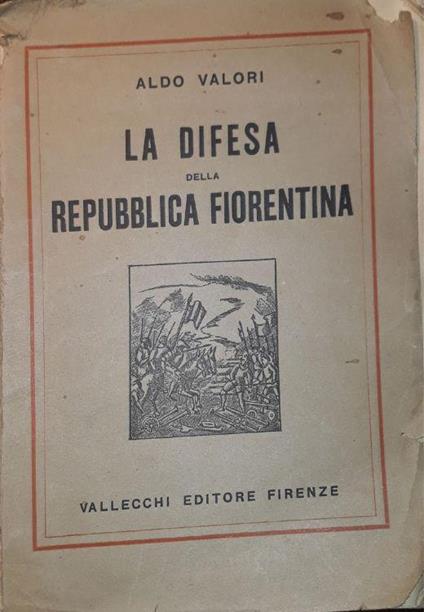 ALDO VALORI
LA DIFESA
DELLA
REPUBBLICA FIORENTINA
VALLECCHI EDITORE FIRENZE